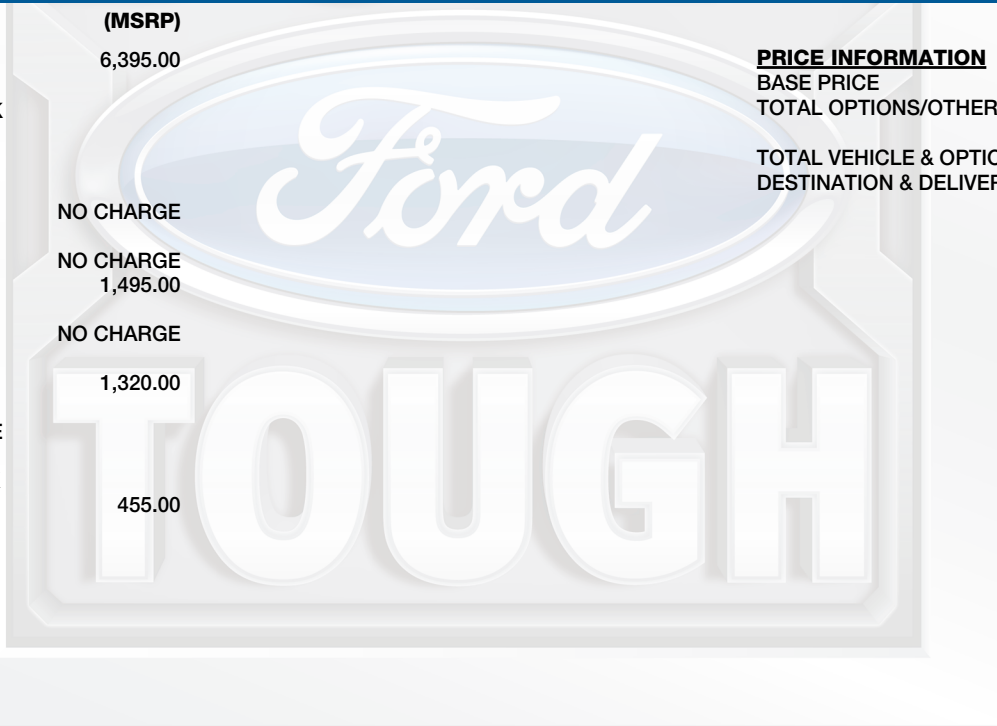 (MSRP)
6,395.00
NO CHARGE
NO CHARGE
1,495.00
NO CHARGE
1,320.00
455.00
PRICE INFORMATION
BASE PRICE
TOTAL OPTIONS/OTHER
TOTAL VEHICLE & OPTIO
DESTINATION & DELIVER
Ford
TOUGH